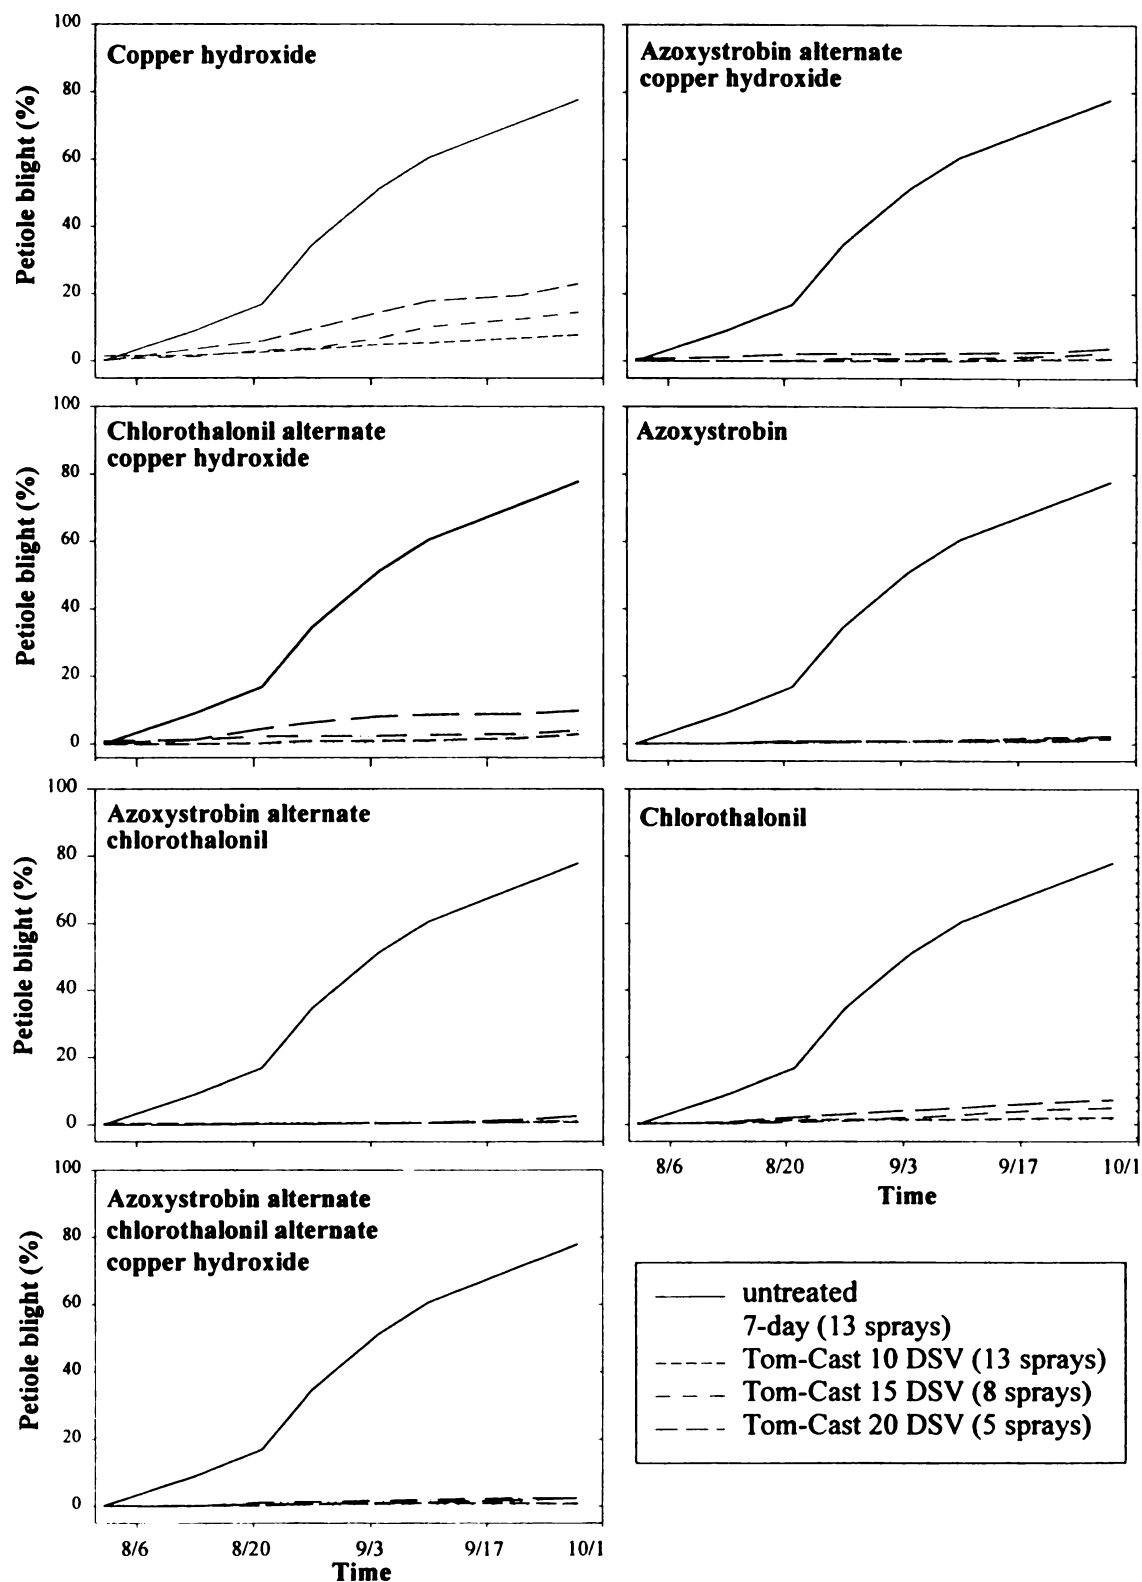 Copper hydroxide
100
80
60
40
20
0
Petiole blight (%)
Azoxystrobin alternate
copper hydroxide
Chlorothalonil alternate
copper hydroxide
100
80
60
40
20
0
Petiole blight (%)
Azoxystrobin
Azoxystrobin alternate
chlorothalonil
100
80
60
40
20
0
Petiole blight (%)
Chlorothalonil
8/6 8/20 9/3 9/17 10/1
Time
Azoxystrobin alternate
chlorothalonil alternate
copper hydroxide
100
80
60
40
20
0
Petiole blight (%)
8/6 8/20 9/3 9/17 10/1
Time
untreated
7-day (13 sprays)
Tom-Cast 10 DSV (13 sprays)
Tom-Cast 15 DSV (8 sprays)
Tom-Cast 20 DSV (5 sprays)